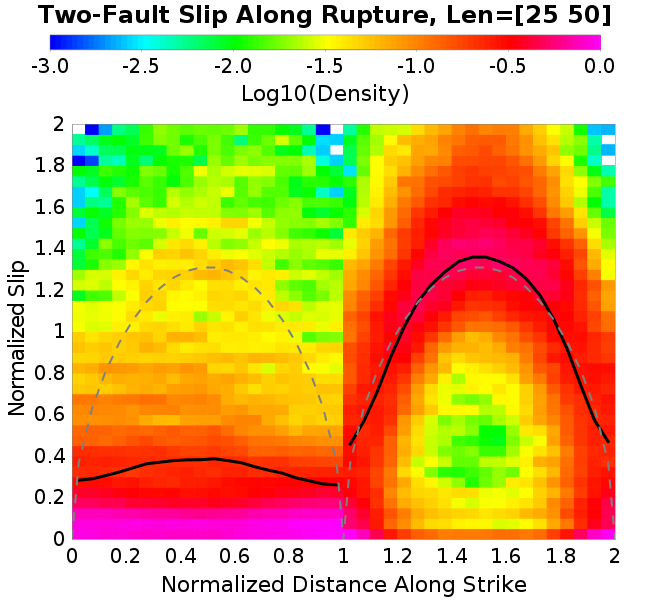 Two-Fault Slip Along Rupture, Len=[25 50]
-3.0 -2.5 -2.0 -1.5 -1.0 -0.5 0.0
Log10(Density)
Normalized Slip
2
1.8
1.6
1.4
1.2
1
0.8
0.6
0.4
0.2
0
0 0.2 0.4 0.6 0.8 1 1.2 1.4 1.6 1.8 2
Normalized Distance Along Strike